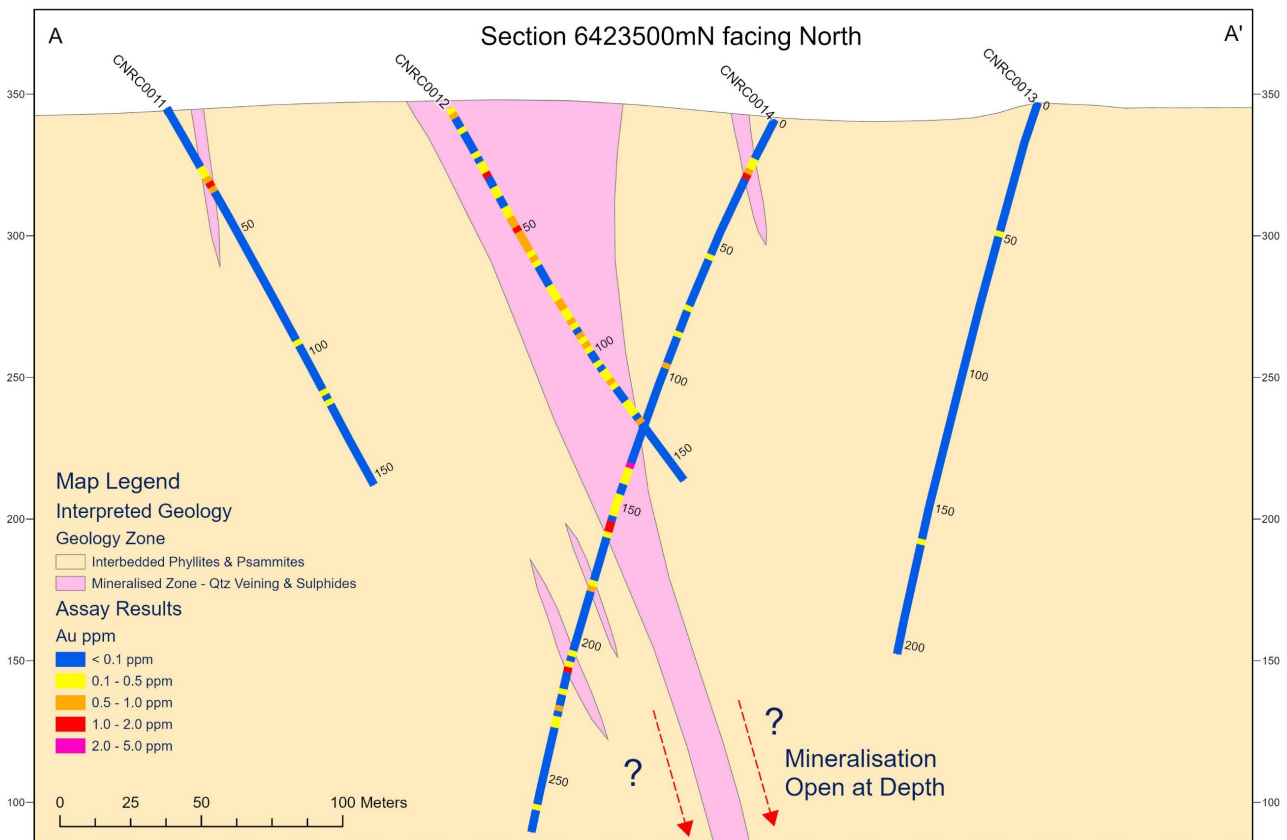 A
Section 6423500mN facing North
A'
CNRC0011
CNRC0012
CNRC0014
0
CNRC0013
0
350
350
50
50
50
50
300
300
100
100
100
100
250
250
150
150
150
150
200
200
Map Legend
Interpreted Geology
Geology Zone
Interbedded Phyllites & Psammites
Mineralised Zone - Qtz Veining & Sulphides
Assay Results
Au ppm
< 0.1 ppm
0.1 - 0.5 ppm
0.5 - 1.0 ppm
1.0 - 2.0 ppm
2.0 - 5.0 ppm
200
200
150
150
250
?
?
Mineralisation
Open at Depth
100
100
0 25 50 100 Meters